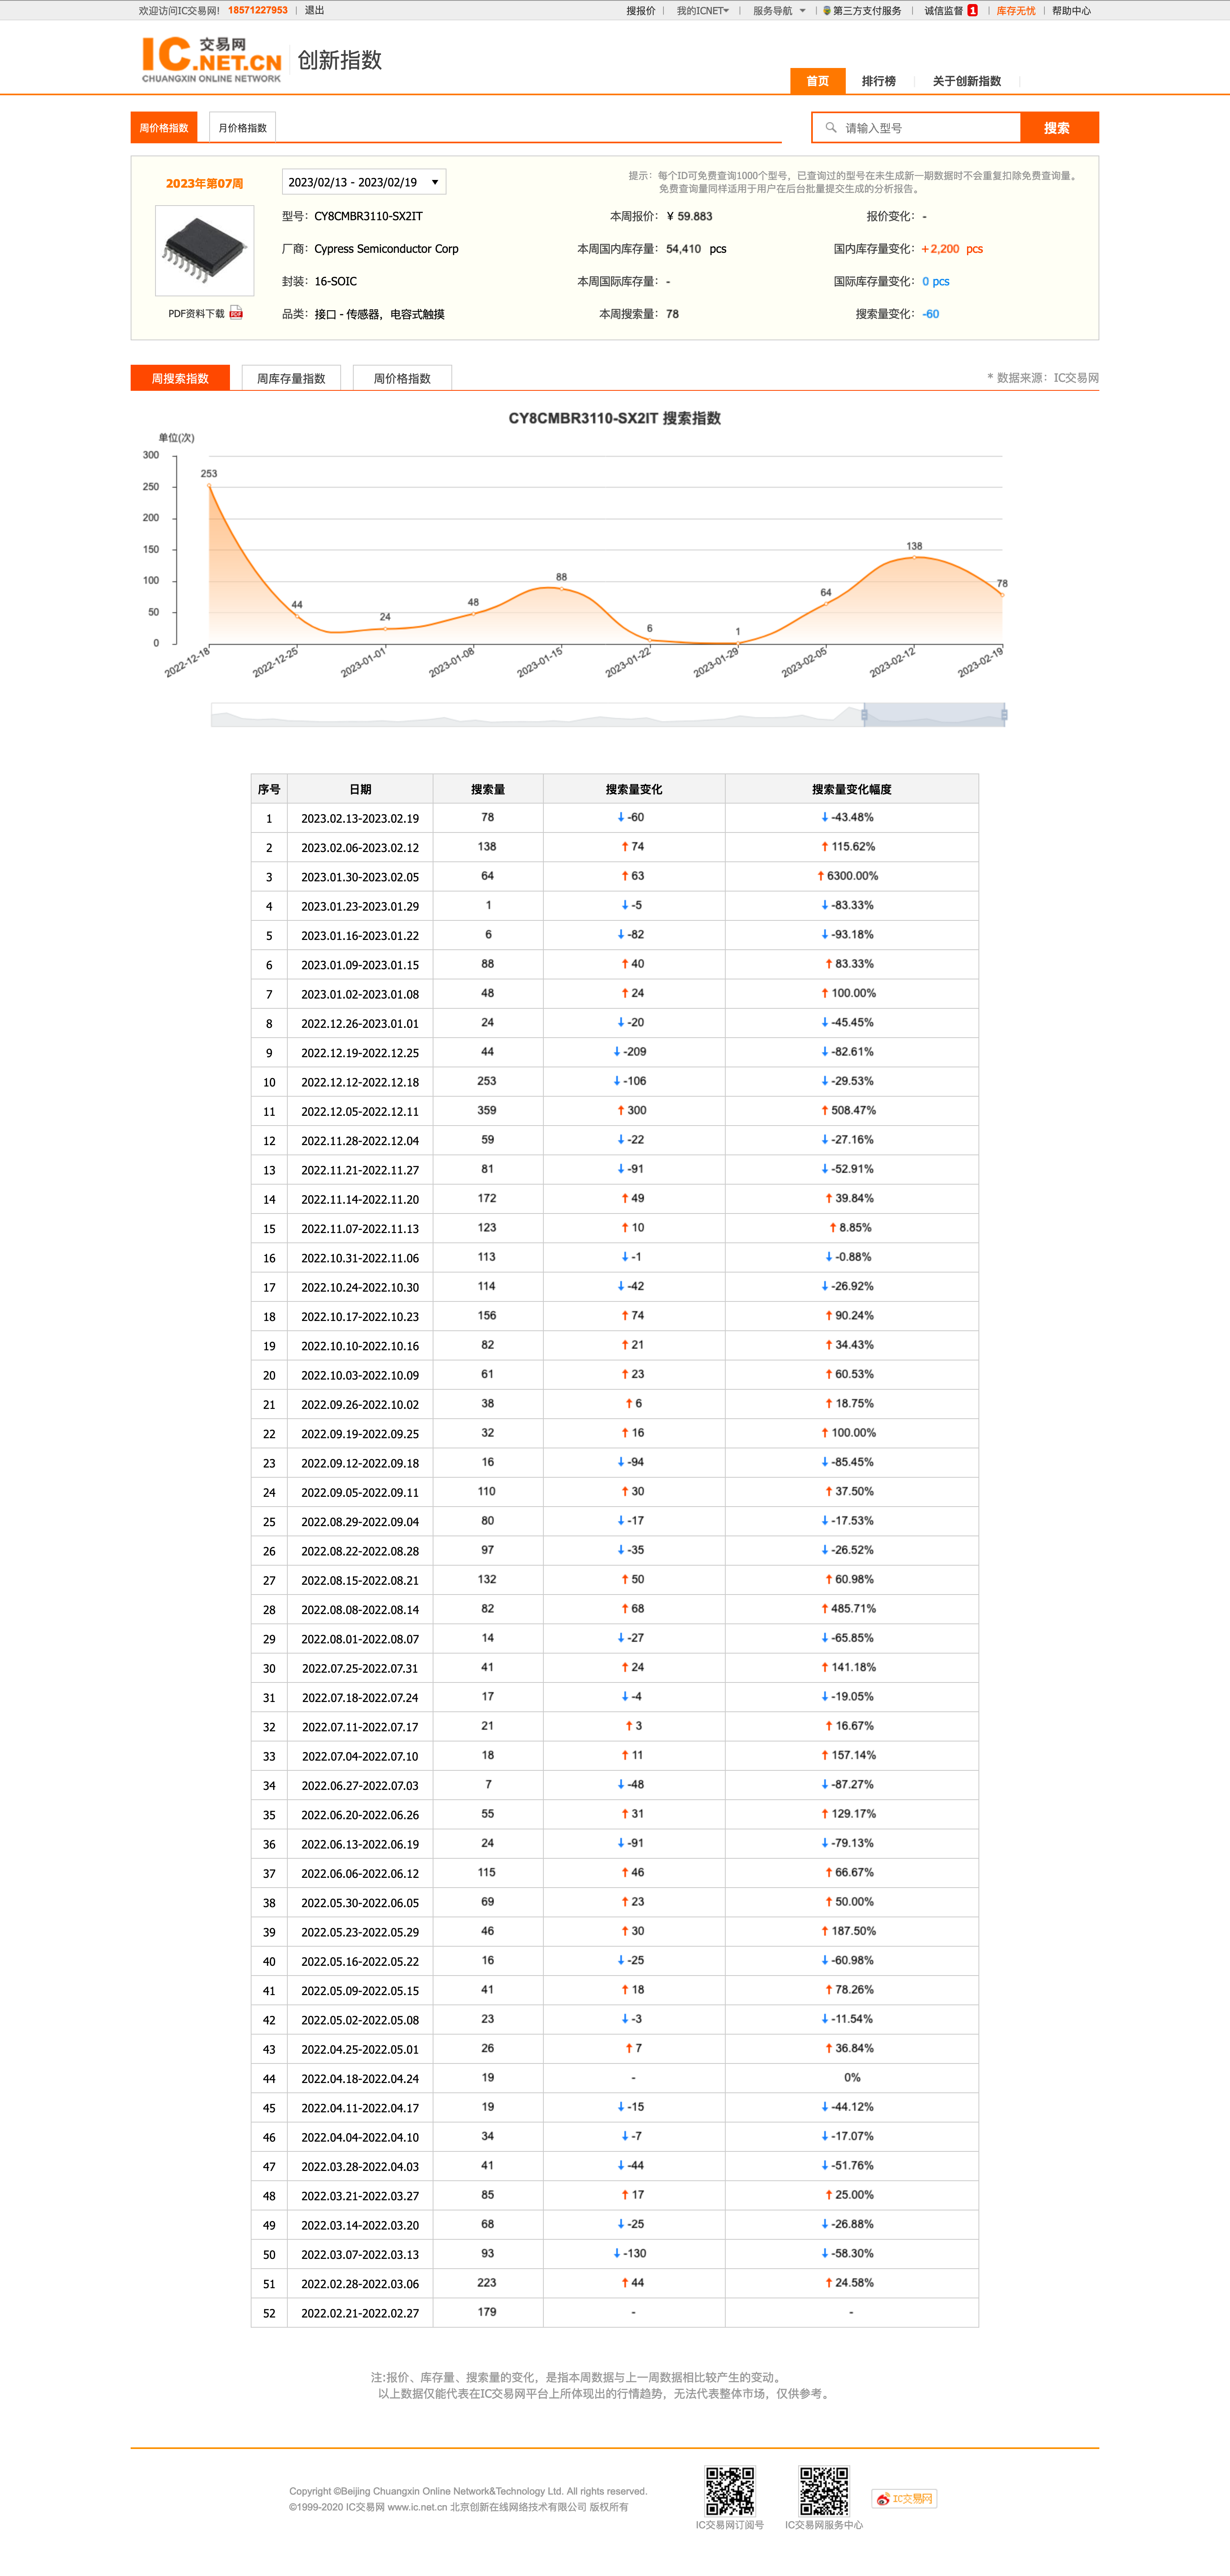 欢迎访问IC交易网! 18571227953 | 退出 搜报价 | 我的ICNET | 服务导航 | 第三方支付服务 | 诚信监督 1 | 库存无忧 | 帮助中心
IC 交易网 .NET.CN 创新指数
CHUANGXIN ONLINE NETWORK
首页 排行榜 关于创新指数
周价格指数 月价格指数 请输入型号 搜索
2023年第07周 2023/02/13 - 2023/02/19 提示：每个ID可免费查询1000个型号，已查询过的型号在未生成新一期数据时不会重复扣除免费查询量。
免费查询量同样适用于用户在后台批量提交生成的分析报告。
型号：CY8CMBR3110-SX2IT 本周报价：¥ 59.883 报价变化：-
厂商：Cypress Semiconductor Corp 本周国内库存量：54,410 pcs 国内库存量变化：+2,200 pcs
封装：16-SOIC 本周国际库存量：- 国际库存量变化：0 pcs
PDF资料下载 PDF 品类：接口 - 传感器，电容式触摸 本周搜索量：78 搜索量变化：-60
周搜索指数 周库存量指数 周价格指数 * 数据来源：IC交易网
CY8CMBR3110-SX2IT 搜索指数
单位(次)
300
253
250
200
150 138
100 88 78
64
50 44 24 48
6 1
0
2022-12-18 2022-12-25 2023-01-01 2023-01-08 2023-01-15 2023-01-22 2023-01-29 2023-02-05 2023-02-12 2023-02-19
序号 日期 搜索量 搜索量变化 搜索量变化幅度
1 2023.02.13-2023.02.19 78 ↓ -60 ↓ -43.48%
2 2023.02.06-2023.02.12 138 ↑ 74 ↑ 115.62%
3 2023.01.30-2023.02.05 64 ↑ 63 ↑ 6300.00%
4 2023.01.23-2023.01.29 1 ↓ -5 ↓ -83.33%
5 2023.01.16-2023.01.22 6 ↓ -82 ↓ -93.18%
6 2023.01.09-2023.01.15 88 ↑ 40 ↑ 83.33%
7 2023.01.02-2023.01.08 48 ↑ 24 ↑ 100.00%
8 2022.12.26-2023.01.01 24 ↓ -20 ↓ -45.45%
9 2022.12.19-2022.12.25 44 ↓ -209 ↓ -82.61%
10 2022.12.12-2022.12.18 253 ↓ -106 ↓ -29.53%
11 2022.12.05-2022.12.11 359 ↑ 300 ↑ 508.47%
12 2022.11.28-2022.12.04 59 ↓ -22 ↓ -27.16%
13 2022.11.21-2022.11.27 81 ↓ -91 ↓ -52.91%
14 2022.11.14-2022.11.20 172 ↑ 49 ↑ 39.84%
15 2022.11.07-2022.11.13 123 ↑ 10 ↑ 8.85%
16 2022.10.31-2022.11.06 113 ↓ -1 ↓ -0.88%
17 2022.10.24-2022.10.30 114 ↓ -42 ↓ -26.92%
18 2022.10.17-2022.10.23 156 ↑ 74 ↑ 90.24%
19 2022.10.10-2022.10.16 82 ↑ 21 ↑ 34.43%
20 2022.10.03-2022.10.09 61 ↑ 23 ↑ 60.53%
21 2022.09.26-2022.10.02 38 ↑ 6 ↑ 18.75%
22 2022.09.19-2022.09.25 32 ↑ 16 ↑ 100.00%
23 2022.09.12-2022.09.18 16 ↓ -94 ↓ -85.45%
24 2022.09.05-2022.09.11 110 ↑ 30 ↑ 37.50%
25 2022.08.29-2022.09.04 80 ↓ -17 ↓ -17.53%
26 2022.08.22-2022.08.28 97 ↓ -35 ↓ -26.52%
27 2022.08.15-2022.08.21 132 ↑ 50 ↑ 60.98%
28 2022.08.08-2022.08.14 82 ↑ 68 ↑ 485.71%
29 2022.08.01-2022.08.07 14 ↓ -27 ↓ -65.85%
30 2022.07.25-2022.07.31 41 ↑ 24 ↑ 141.18%
31 2022.07.18-2022.07.24 17 ↓ -4 ↓ -19.05%
32 2022.07.11-2022.07.17 21 ↑ 3 ↑ 16.67%
33 2022.07.04-2022.07.10 18 ↑ 11 ↑ 157.14%
34 2022.06.27-2022.07.03 7 ↓ -48 ↓ -87.27%
35 2022.06.20-2022.06.26 55 ↑ 31 ↑ 129.17%
36 2022.06.13-2022.06.19 24 ↓ -91 ↓ -79.13%
37 2022.06.06-2022.06.12 115 ↑ 46 ↑ 66.67%
38 2022.05.30-2022.06.05 69 ↑ 23 ↑ 50.00%
39 2022.05.23-2022.05.29 46 ↑ 30 ↑ 187.50%
40 2022.05.16-2022.05.22 16 ↓ -25 ↓ -60.98%
41 2022.05.09-2022.05.15 41 ↑ 18 ↑ 78.26%
42 2022.05.02-2022.05.08 23 ↓ -3 ↓ -11.54%
43 2022.04.25-2022.05.01 26 ↑ 7 ↑ 36.84%
44 2022.04.18-2022.04.24 19 - 0%
45 2022.04.11-2022.04.17 19 ↓ -15 ↓ -44.12%
46 2022.04.04-2022.04.10 34 ↓ -7 ↓ -17.07%
47 2022.03.28-2022.04.03 41 ↓ -44 ↓ -51.76%
48 2022.03.21-2022.03.27 85 ↑ 17 ↑ 25.00%
49 2022.03.14-2022.03.20 68 ↓ -25 ↓ -26.88%
50 2022.03.07-2022.03.13 93 ↓ -130 ↓ -58.30%
51 2022.02.28-2022.03.06 223 ↑ 44 ↑ 24.58%
52 2022.02.21-2022.02.27 179 - -
注:报价、库存量、搜索量的变化，是指本周数据与上一周数据相比较产生的变动。
以上数据仅能代表在IC交易网平台上所体现出的行情趋势，无法代表整体市场，仅供参考。
Copyright ©Beijing Chuangxin Online Network&Technology Ltd. All rights reserved.
©1999-2020 IC交易网 www.ic.net.cn 北京创新在线网络技术有限公司 版权所有
IC交易网
IC交易网订阅号 IC交易网服务中心